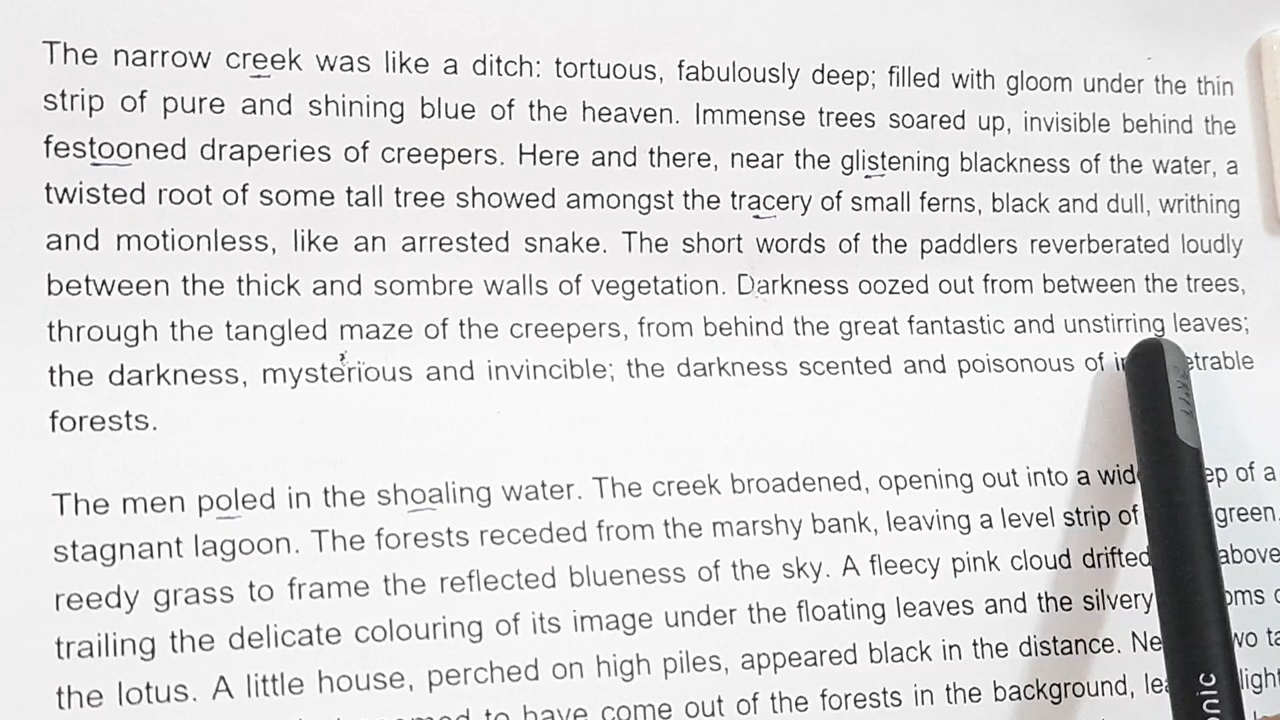 The narrow creek was like a ditch: tortuous, fabulously deep; filled with gloom under the thin
strip of pure and shining blue of the heaven. Immense trees soared up, invisible behind the
festooned draperies of creepers. Here and there, near the glistening blackness of the water, a
twisted root of some tall tree showed amongst the tracery of small ferns, black and dull, writhing
and motionless, like an arrested snake. The short words of the paddlers reverberated loudly
between the thick and sombre walls of vegetation. Darkness oozed out from between the trees,
through the tangled maze of the creepers, from behind the great fantastic and unstirring leaves;
the darkness, mysterious and invincible; the darkness scented and poisonous of
forests.
The men poled in the shoaling water. The creek broadened, opening out into a of a
stagnant lagoon. The forests receded from the marshy bank, leaving a level strip of green,
reedy grass to frame the reflected blueness of the sky. A fleecy pink cloud drifted above
trailing the delicate colouring of its image under the floating leaves and the silvery
the lotus. A little house, perched on high piles, appeared black in the distance.
to have come out of the forests in the background,